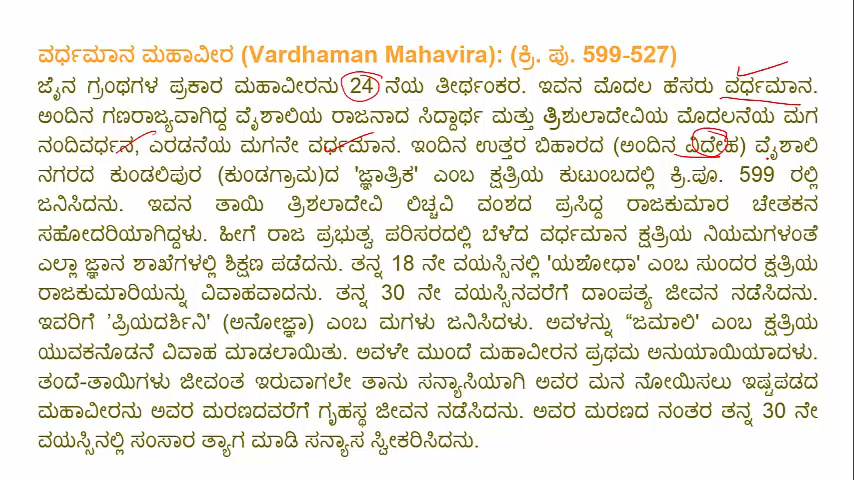 ವರ್ಧಮಾನ ಮಹಾವೀರ (Vardhaman Mahavira): (ಕ್ರಿ. ಪು. 599-527)
ಜೈನ ಗ್ರಂಥಗಳ ಪ್ರಕಾರ ಮಹಾವೀರನು 24 ನೆಯ ತೀರ್ಥಂಕರ. ಇವನ ಮೊದಲ ಹೆಸರು ವರ್ಧಮಾನ.
ಅಂದಿನ ಗಣರಾಜ್ಯವಾಗಿದ್ದ ವೈಶಾಲಿಯ ರಾಜನಾದ ಸಿದ್ದಾರ್ಥ ಮತ್ತು ತ್ರಿಶುಲಾದೇವಿಯ ಮೊದಲನೆಯ ಮಗ
ನಂದಿವರ್ಧನ, ಎರಡನೆಯ ಮಗನೇ ವರ್ಧಮಾನ. ಇಂದಿನ ಉತ್ತರ ಬಿಹಾರದ (ಅಂದಿನ ವಿದೇಹ) ವೈಶಾಲಿ
ನಗರದ ಕುಂಡಲಿಪುರ (ಕುಂಡಗ್ರಾಮ)ದ 'ಜ್ಞಾತ್ರಿಕ' ಎಂಬ ಕ್ಷತ್ರಿಯ ಕುಟುಂಬದಲ್ಲಿ ಕ್ರಿ.ಪೂ. 599 ರಲ್ಲಿ
ಜನಿಸಿದನು. ಇವನ ತಾಯಿ ತ್ರಿಶಲಾದೇವಿ ಲಿಚ್ಚವಿ ವಂಶದ ಪ್ರಸಿದ್ದ ರಾಜಕುಮಾರ ಚೇತಕನ
ಸಹೋದರಿಯಾಗಿದ್ದಳು. ಹೀಗೆ ರಾಜ ಪ್ರಭುತ್ವ ಪರಿಸರದಲ್ಲಿ ಬೆಳೆದ ವರ್ಧಮಾನ ಕ್ಷತ್ರಿಯ ನಿಯಮಗಳಂತೆ
ಎಲ್ಲಾ ಜ್ಞಾನ ಶಾಖೆಗಳಲ್ಲಿ ಶಿಕ್ಷಣ ಪಡೆದನು. ತನ್ನ 18 ನೇ ವಯಸ್ಸಿನಲ್ಲಿ 'ಯಶೋಧಾ' ಎಂಬ ಸುಂದರ ಕ್ಷತ್ರಿಯ
ರಾಜಕುಮಾರಿಯನ್ನು ವಿವಾಹವಾದನು. ತನ್ನ 30 ನೇ ವಯಸ್ಸಿನವರೆಗೆ ದಾಂಪತ್ಯ ಜೀವನ ನಡೆಸಿದನು.
ಇವರಿಗೆ 'ಪ್ರಿಯದರ್ಶಿನಿ' (ಅನೋಜ್ಞಾ) ಎಂಬ ಮಗಳು ಜನಿಸಿದಳು. ಅವಳನ್ನು “ಜಮಾಲಿ' ಎಂಬ ಕ್ಷತ್ರಿಯ
ಯುವಕನೊಡನೆ ವಿವಾಹ ಮಾಡಲಾಯಿತು. ಅವಳೇ ಮುಂದೆ ಮಹಾವೀರನ ಪ್ರಥಮ ಅನುಯಾಯಿಯಾದಳು.
ತಂದೆ-ತಾಯಿಗಳು ಜೀವಂತ ಇರುವಾಗಲೇ ತಾನು ಸನ್ಯಾಸಿಯಾಗಿ ಅವರ ಮನ ನೋಯಿಸಲು ಇಷ್ಟಪಡದ
ಮಹಾವೀರನು ಅವರ ಮರಣದವರೆಗೆ ಗೃಹಸ್ಥ ಜೀವನ ನಡೆಸಿದನು. ಅವರ ಮರಣದ ನಂತರ ತನ್ನ 30 ನೇ
ವಯಸ್ಸಿನಲ್ಲಿ ಸಂಸಾರ ತ್ಯಾಗ ಮಾಡಿ ಸನ್ಯಾಸ ಸ್ವೀಕರಿಸಿದನು.